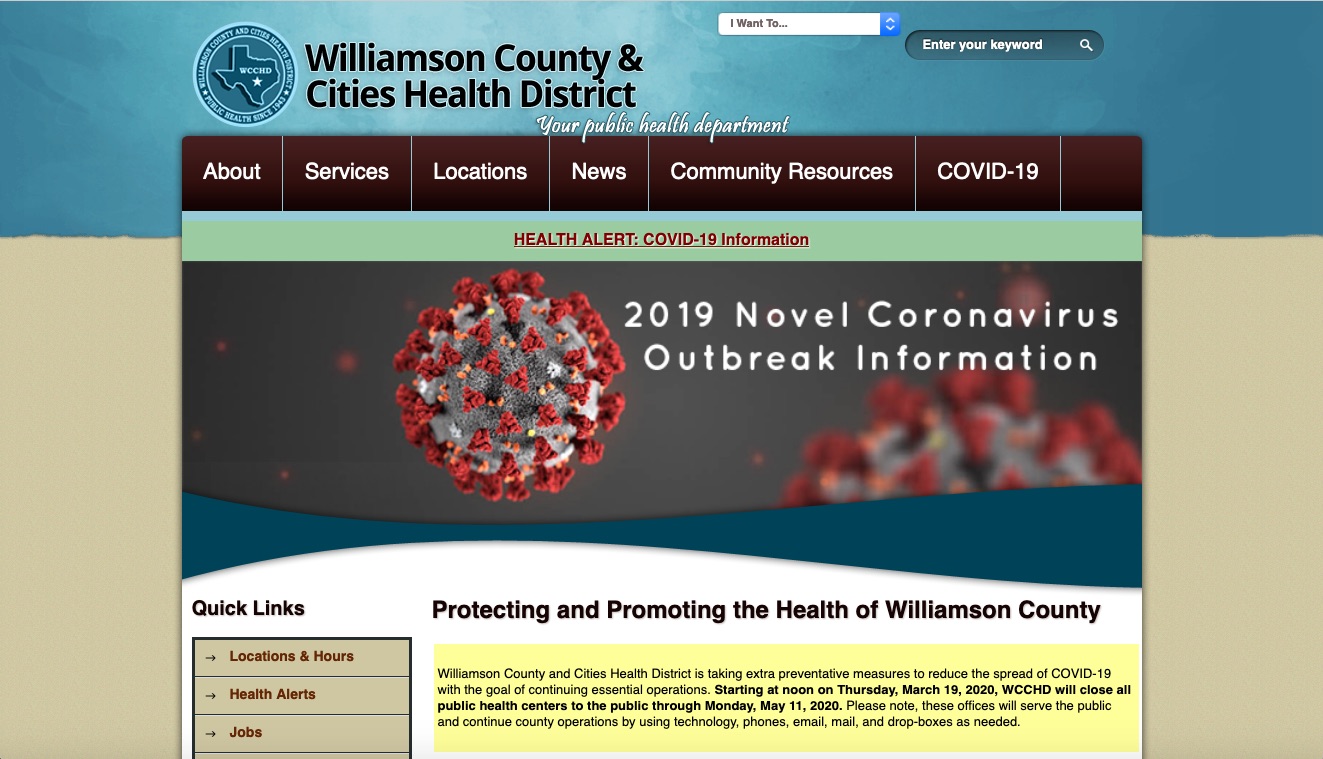 I Want To...
Enter your keyword
WILLIAMSON COUNTY AND CITIES HEALTH DISTRICT
WCCHD
PUBLIC HEALTH SINCE 1943
Williamson County &
Cities Health District
Your public health department
About
Services
Locations
News
Community Resources
COVID-19
HEALTH ALERT: COVID-19 Information
2019 Novel Coronavirus
Outbreak Information
Quick Links
→ Locations & Hours
→ Health Alerts
→ Jobs
Protecting and Promoting the Health of Williamson County
Williamson County and Cities Health District is taking extra preventative measures to reduce the spread of COVID-19
with the goal of continuing essential operations. Starting at noon on Thursday, March 19, 2020, WCCHD will close all
public health centers to the public through Monday, May 11, 2020. Please note, these offices will serve the public
and continue county operations by using technology, phones, email, mail, and drop-boxes as needed.